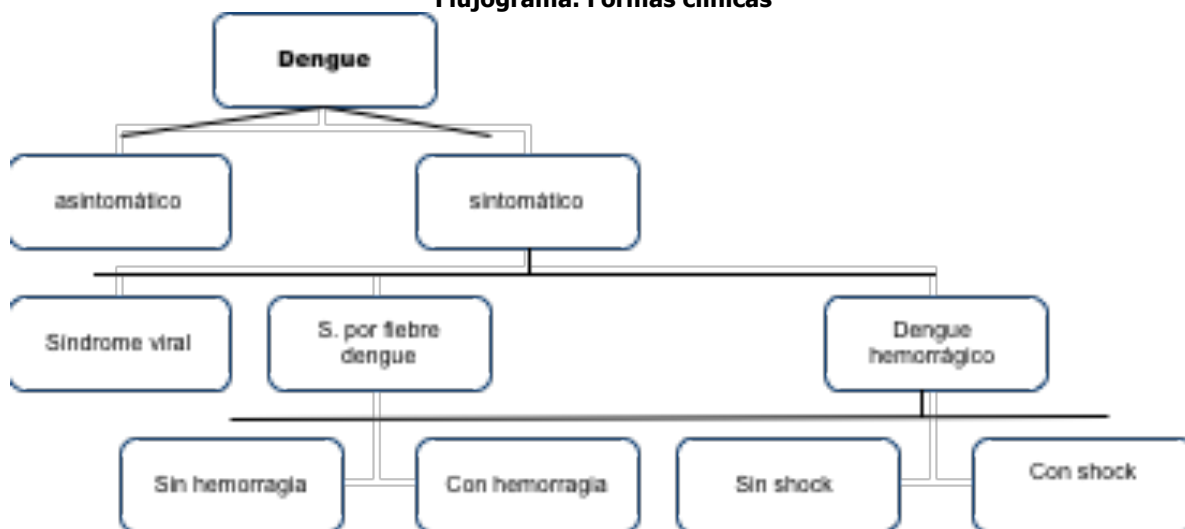 Flujograma. Formas clínicas
Dengue
asintomático
sintomático
Síndrome viral
S. por fiebre
dengue
Dengue
hemorrágico
Sin hemorragia
Con hemorragia
Sin shock
Con shock